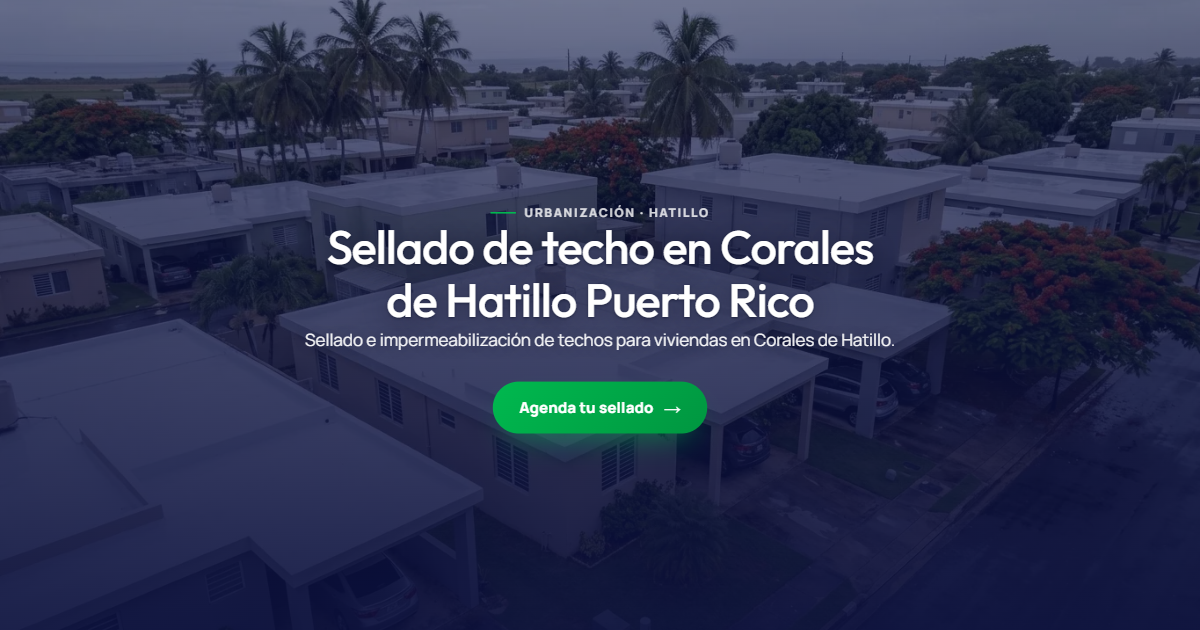 URBANIZACIÓN · HATILLO
Sellado de techo en Corales
de Hatillo Puerto Rico
Sellado e impermeabilización de techos para viviendas en Corales de Hatillo.
Agenda tu sellado →